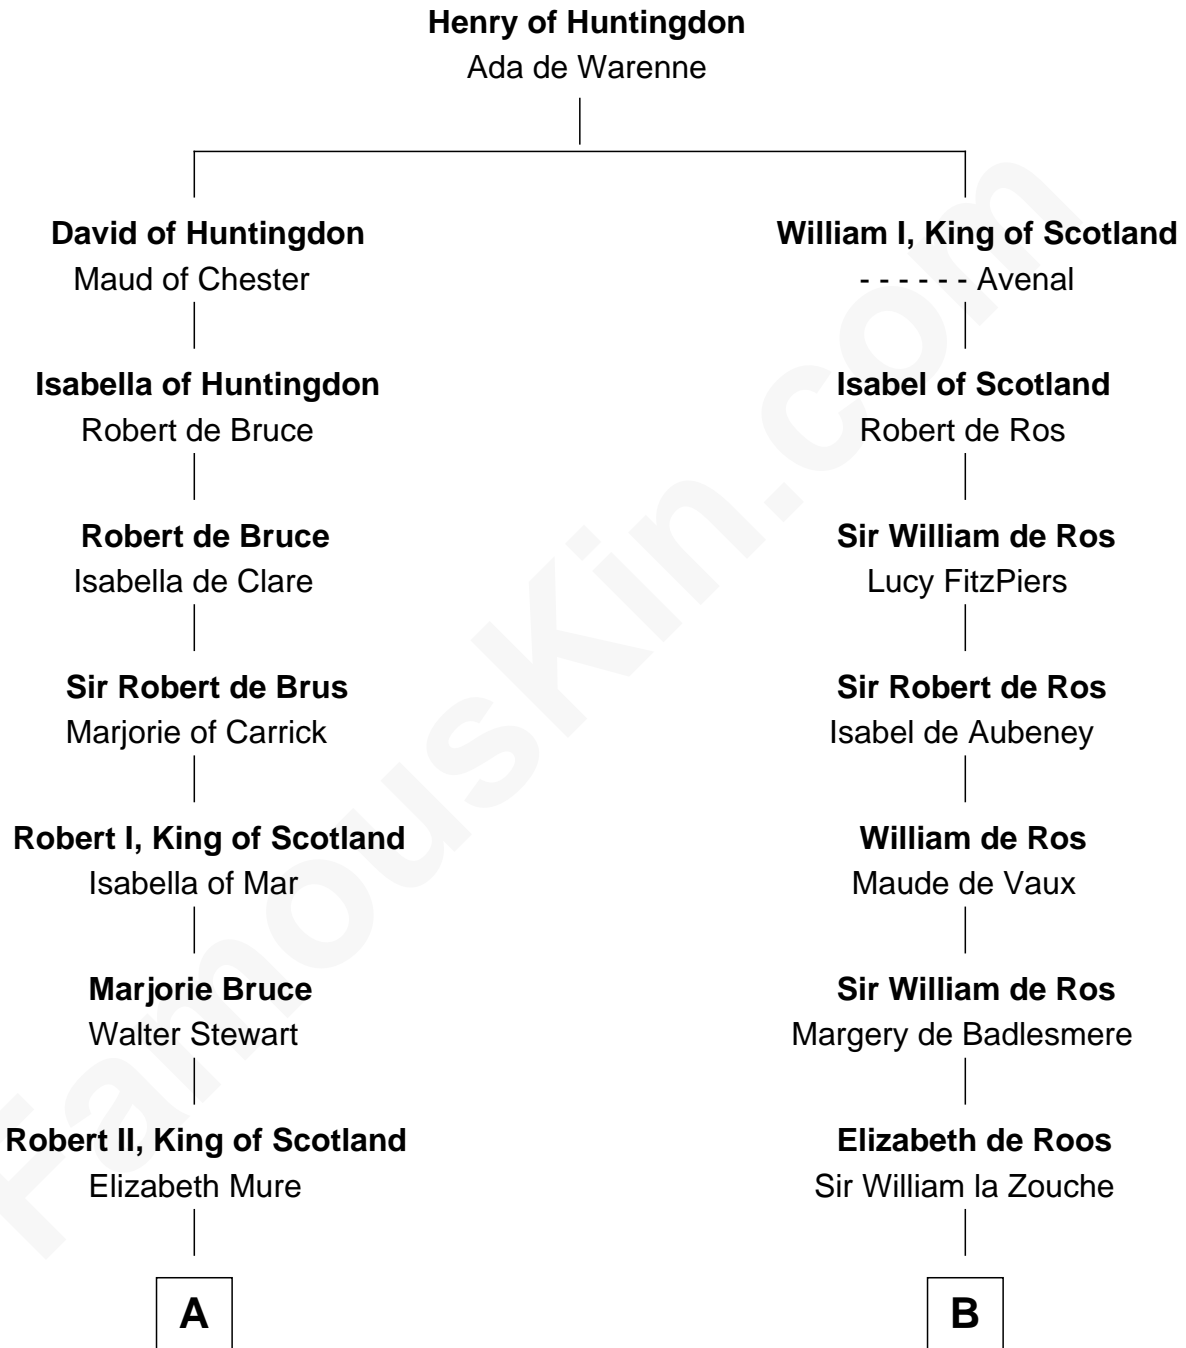 Henry of Huntingdon
Ada de Warenne
David of Huntingdon
Maud of Chester
Isabella of Huntingdon
Robert de Bruce
Robert de Bruce
Isabella de Clare
Sir Robert de Brus
Marjorie of Carrick
Robert I, King of Scotland
Isabella of Mar
Marjorie Bruce
Walter Stewart
Robert II, King of Scotland
Elizabeth Mure
A
William I, King of Scotland
- - - - - - Avenal
Isabel of Scotland
Robert de Ros
Sir William de Ros
Lucy FitzPiers
Sir Robert de Ros
Isabel de Aubeney
William de Ros
Maude de Vaux
Sir William de Ros
Margery de Badlesmere
Elizabeth de Roos
Sir William la Zouche
B
FamousKin.com